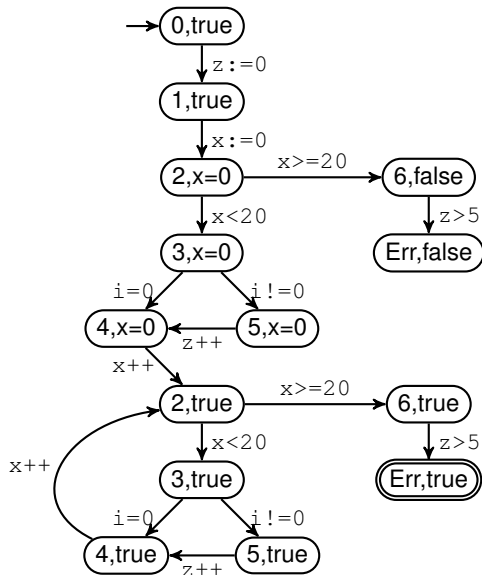 0,true
z:=0
1,true
x:=0
2,x=0 x>=20 6,false
x<20 z>5
3,x=0 Err,false
i=0 i!=0
4,x=0 z++ 5,x=0
x++
2,true x>=20 6,true
x<20 z>5
x++ 3,true Err,true
i=0 i!=0
4,true z++ 5,true